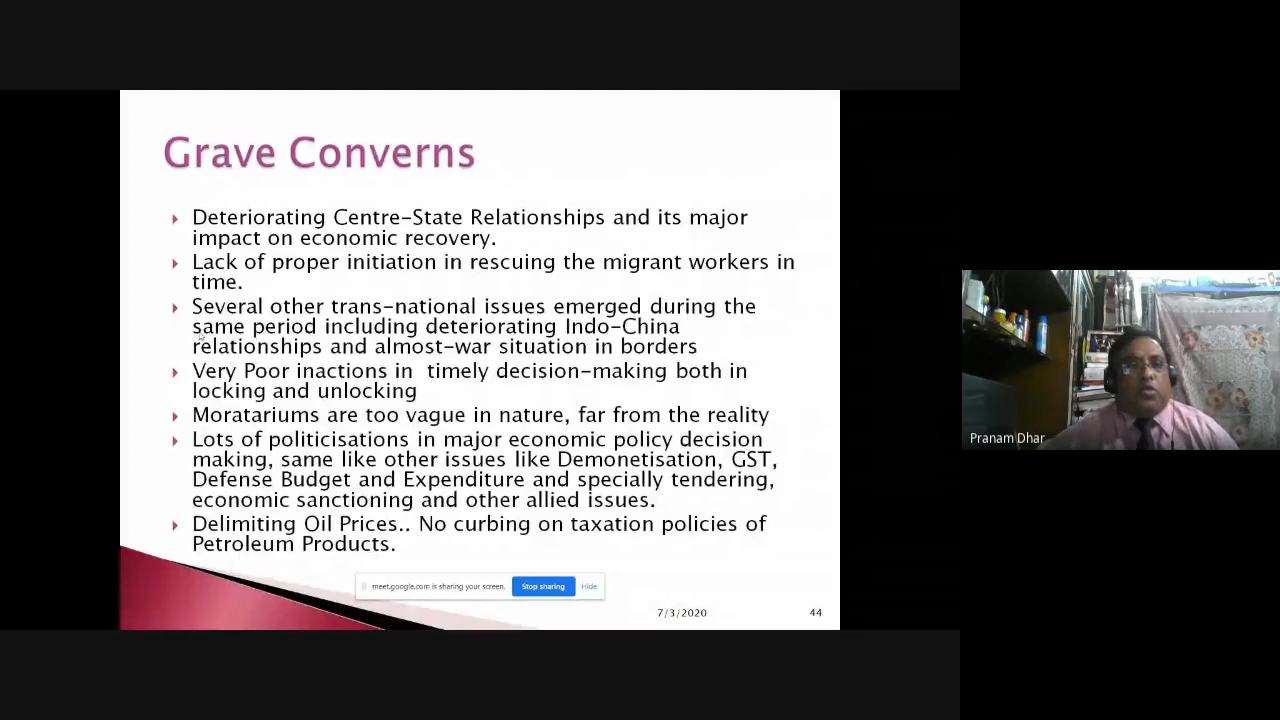 Grave Converns
Deteriorating Centre-State Relationships and its major
impact on economic recovery.
Lack of proper initiation in rescuing the migrant workers in
time.
Several other trans-national issues emerged during the
same period including deteriorating Indo-China
relationships and almost-war situation in borders
Very Poor inactions in timely decision-making both in
locking and unlocking
Moratariums are too vague in nature, far from the reality
Lots of politicisations in major economic policy decision
making, same like other issues like Demonetisation, GST,
Defense Budget and Expenditure and specially tendering,
economic sanctioning and other allied issues.
Delimiting Oil Prices.. No curbing on taxation policies of
Petroleum Products.
meet.google.com is sharing your screen. Stop sharing Hide
7/3/2020 44
Pranam Dhar